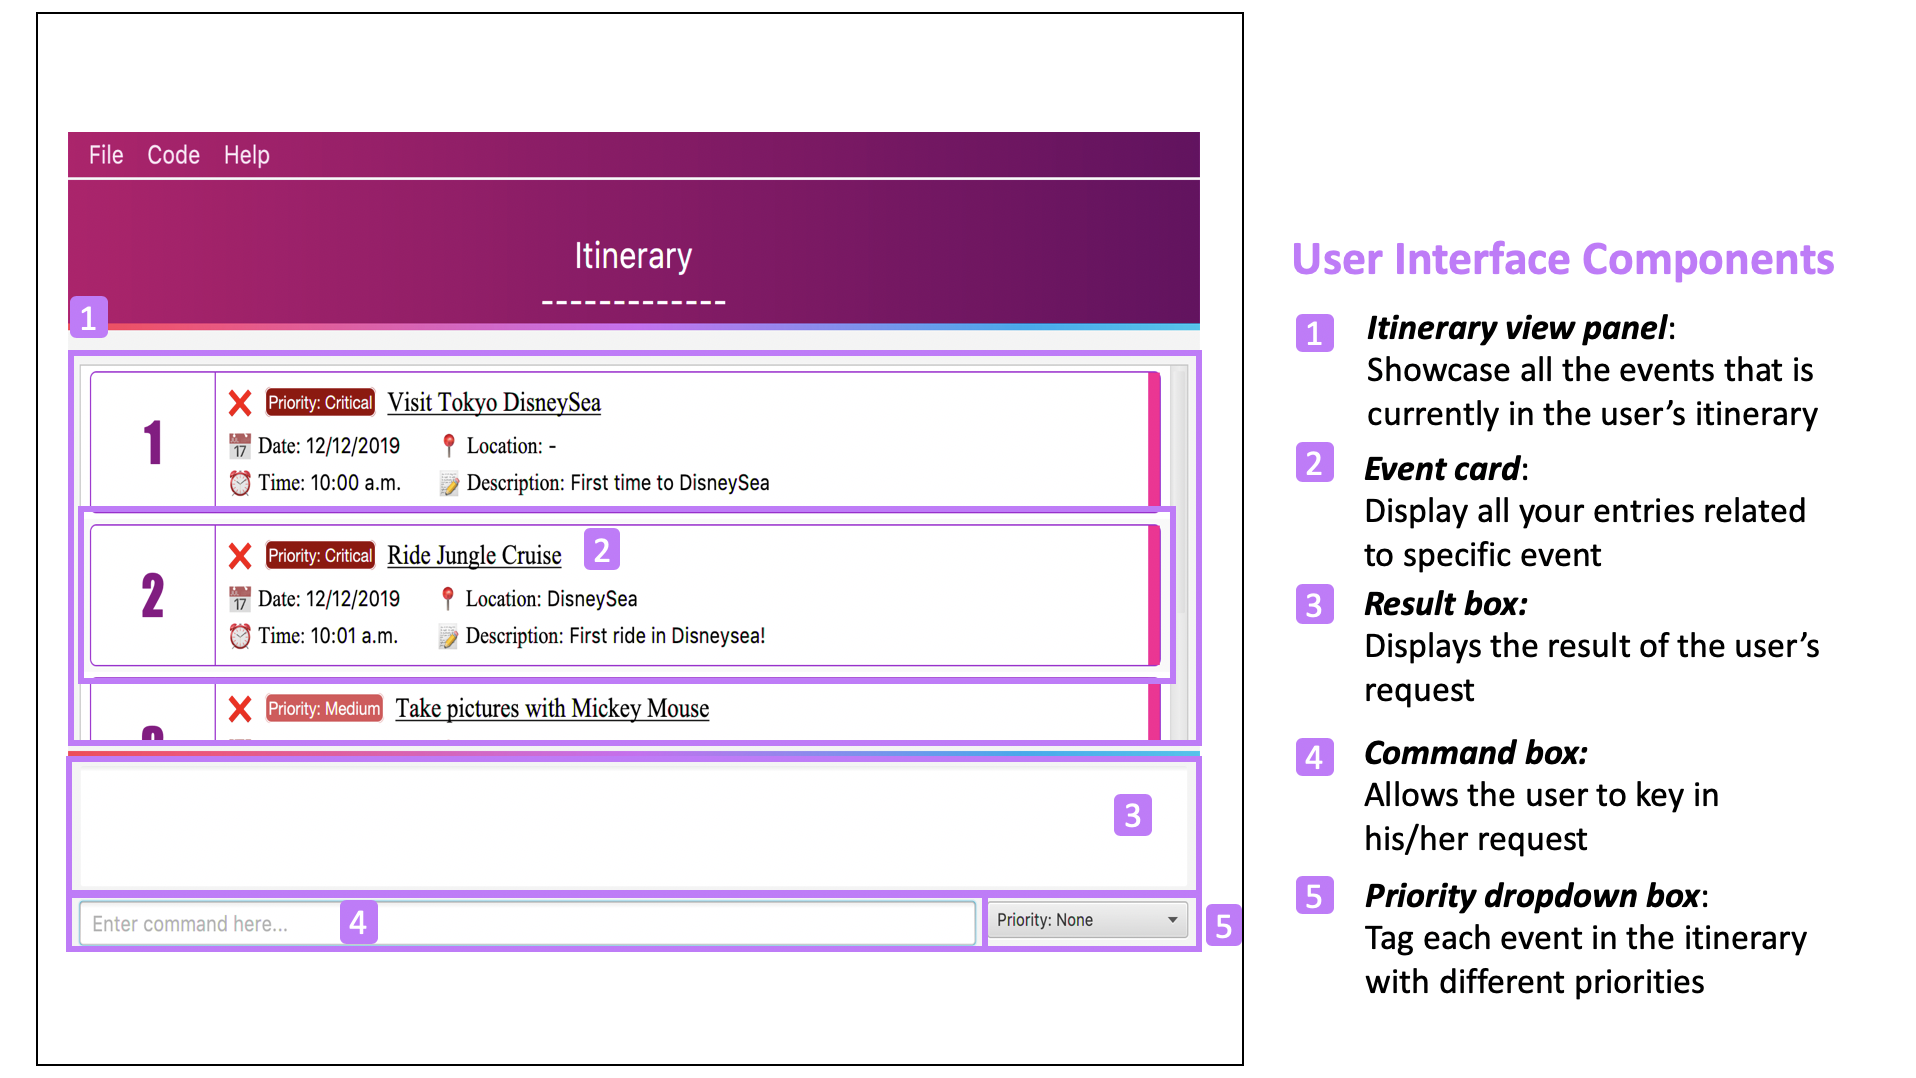 File Code Help
Itinerary
-------------
1
1 Priority: Critical Visit Tokyo DisneySea
17 Date: 12/12/2019 Location: -
Time: 10:00 a.m. Description: First time to DisneySea
2 Priority: Critical Ride Jungle Cruise 2
17 Date: 12/12/2019 Location: DisneySea
Time: 10:01 a.m. Description: First ride in Disneysea!
Priority: Medium Take pictures with Mickey Mouse
3
Enter command here... 4 Priority: None 5
User Interface Components
1 Itinerary view panel:
Showcase all the events that is
currently in the user’s itinerary
2 Event card:
Display all your entries related
to specific event
3 Result box:
Displays the result of the user’s
request
4 Command box:
Allows the user to key in
his/her request
5 Priority dropdown box:
Tag each event in the itinerary
with different priorities